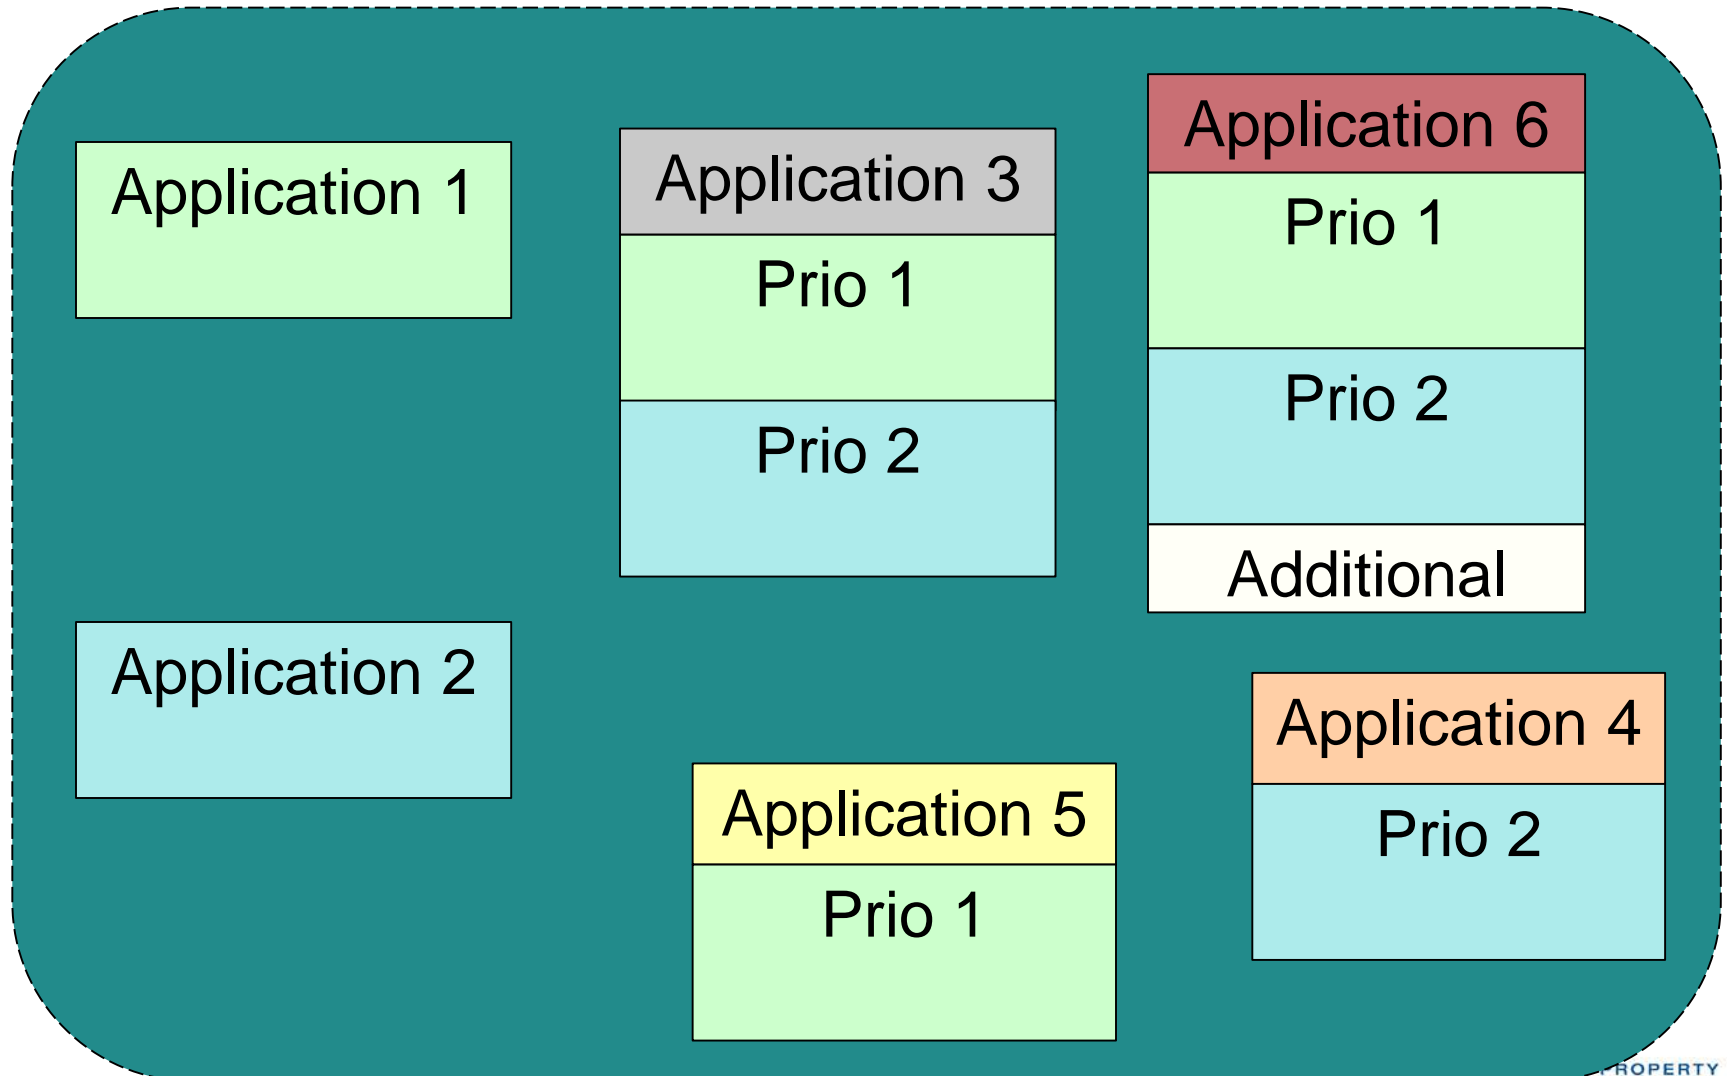 Application 1
Application 2
Application 3
Prio 1
Prio 2
Application 6
Prio 1
Prio 2
Additional
Application 5
Prio 1
Application 4
Prio 2